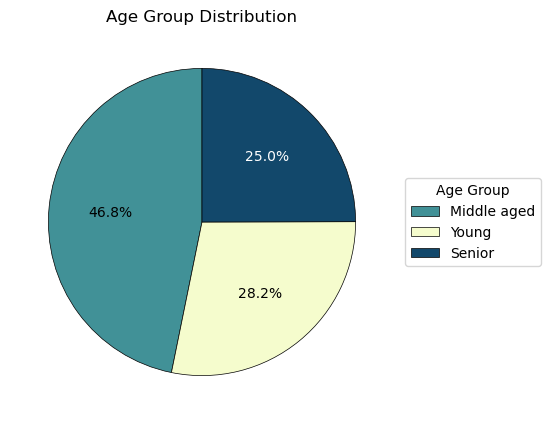 Age Group Distribution
25.0%
46.8%
28.2%
Age Group
Middle aged
Young
Senior